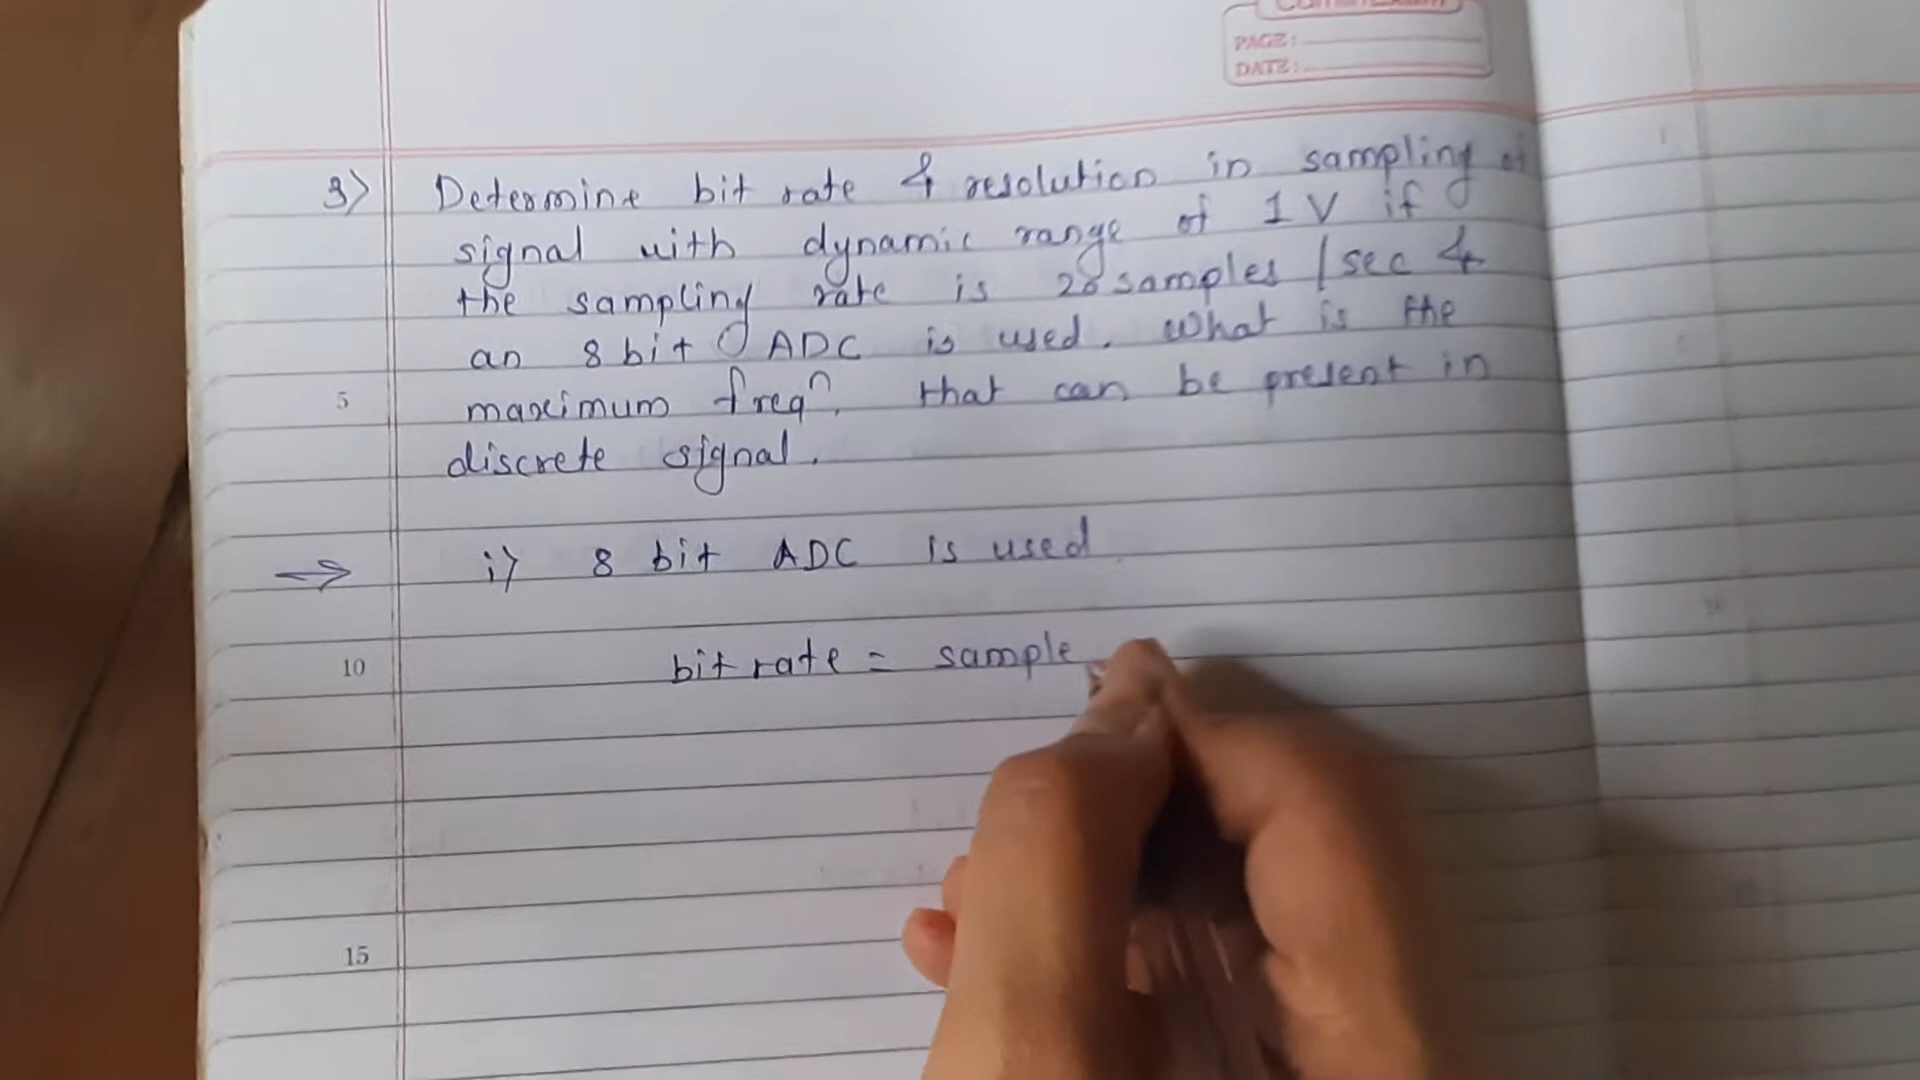 PAGE:
DATE:
3) Determine bit rate & resolution in sampling of
signal with dynamic range of 1 V if
the sampling rate is 20 samples / sec &
an 8 bit ADC is used. What is the
5 maximum freqⁿ. that can be present in
discrete signal.
⇒ i) 8 bit ADC is used
10 bit rate = sample
15